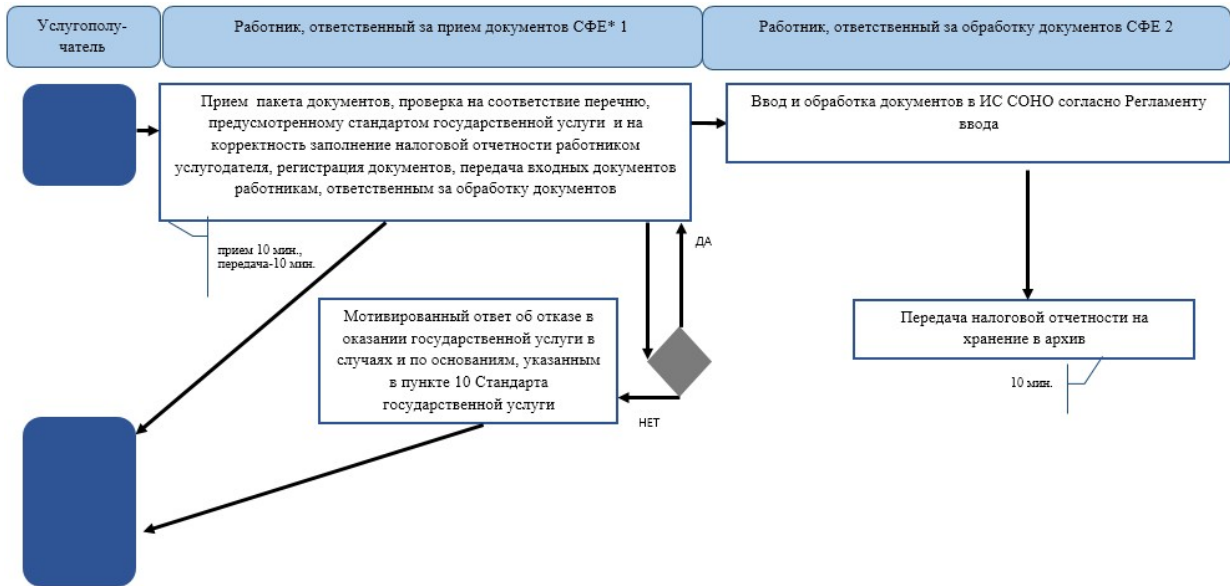 Услугополу-
чатель
Работник, ответственный за прием документов СФЕ* 1
Работник, ответственный за обработку документов СФЕ 2
Прием пакета документов, проверка на соответствие перечню,
предусмотренному стандартом государственной услуги и на
корректность заполнение налоговой отчетности работником
услугодателя, регистрация документов, передача входных документов
работникам, ответственным за обработку документов
Ввод и обработка документов в ИС СОНО согласно Регламенту
ввода
прием 10 мин.,
передача-10 мин.
ДА
Мотивированный ответ об отказе в
оказании государственной услуги в
случаях и по основаниям, указанным
в пункте 10 Стандарта
государственной услуги
НЕТ
Передача налоговой отчетности на
хранение в архив
10 мин.